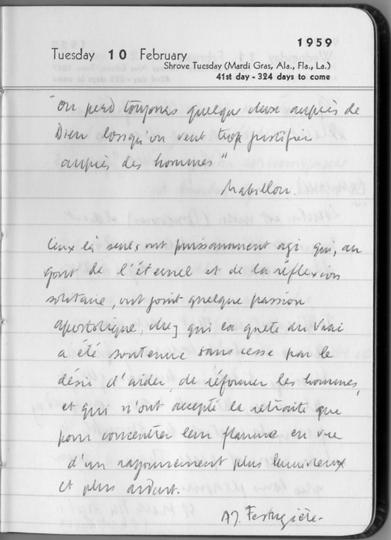 1959
Tuesday 10 February
Shrove Tuesday (Mardi Gras, Ala., Fla., La.)
41st day - 324 days to come
"On perd toujours quelque chose auprès de
Dieu lorsqu'on veut trop justifier
auprès des hommes"
Mabillon.
Ceux là seuls ont puissamment agi qui, au
goût de l'éternel et de la réflexion
solitaire, ont joint quelque passion
apostolique, chez qui la quête du vrai
a été soutenue sans cesse par le
désir d'aider, de réformer les hommes,
et qui n'ont accepté la retraite que
pour concentrer leur flamme en vue
d'un rayonnement plus lumineux
et plus ardent.
A.J. Festugière.